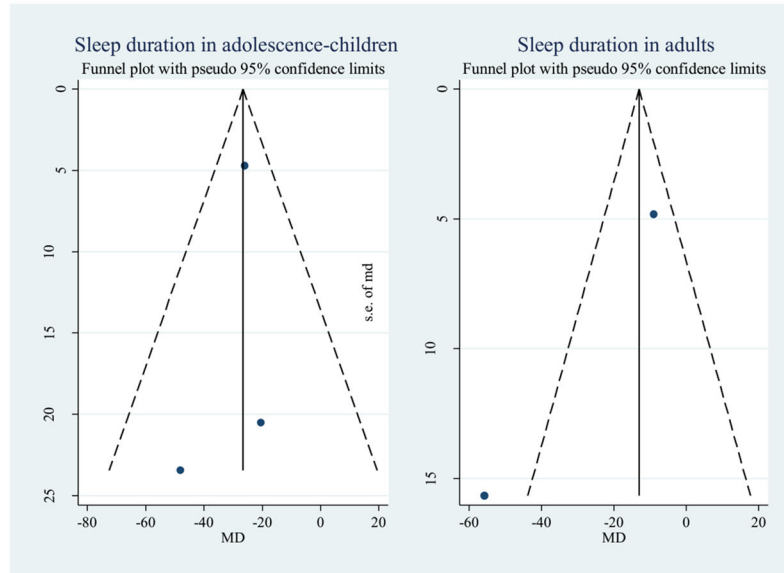 Sleep duration in adolescence-children
Funnel plot with pseudo 95% confidence limits
0
5
10
15
20
25
-80 -60 -40 -20 0 20
MD
Sleep duration in adults
Funnel plot with pseudo 95% confidence limits
s.e. of md
0
5
10
15
-60 -40 -20 0 20
MD